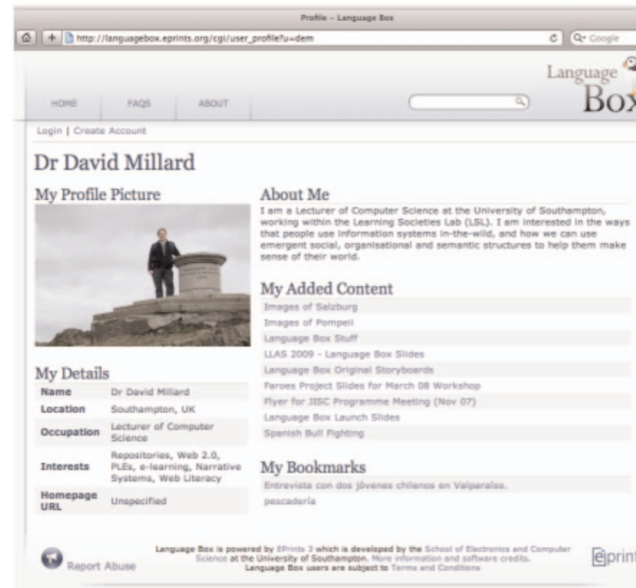 Profile – Language Box
http://languagebox.eprints.org/cgi/user_profile?u=dem
Google
Language
Box
HOME FAQS ABOUT
Login | Create Account
Dr David Millard
My Profile Picture
About Me
I am a Lecturer of Computer Science at the University of Southampton,
working within the Learning Societies Lab (LSL). I am interested in the ways
that people use information systems in-the-wild, and how we can use
emergent social, organisational and semantic structures to help them make
sense of their world.
My Added Content
Images of Salzburg
Images of Pompeii
Language Box Stuff
LLAS 2009 - Language Box Slides
Language Box Original Storyboards
Faroes Project Slides for March 08 Workshop
Flyer for JISC Programme Meeting (Nov 07)
Language Box Launch Slides
Spanish Bull Fighting
My Details
Name Dr David Millard
Location Southampton, UK
Occupation Lecturer of Computer
Science
Interests Repositories, Web 2.0,
PLEs, e-learning, Narrative
Systems, Web Literacy
Homepage
URL Unspecified
My Bookmarks
Entrevista con dos jóvenes chilenos en Valparaíso.
pescadería
Report Abuse
Language Box is powered by EPrints 3 which is developed by the School of Electronics and Computer
Science at the University of Southampton. More information and software credits.
Language Box users are subject to Terms and Conditions
eprint